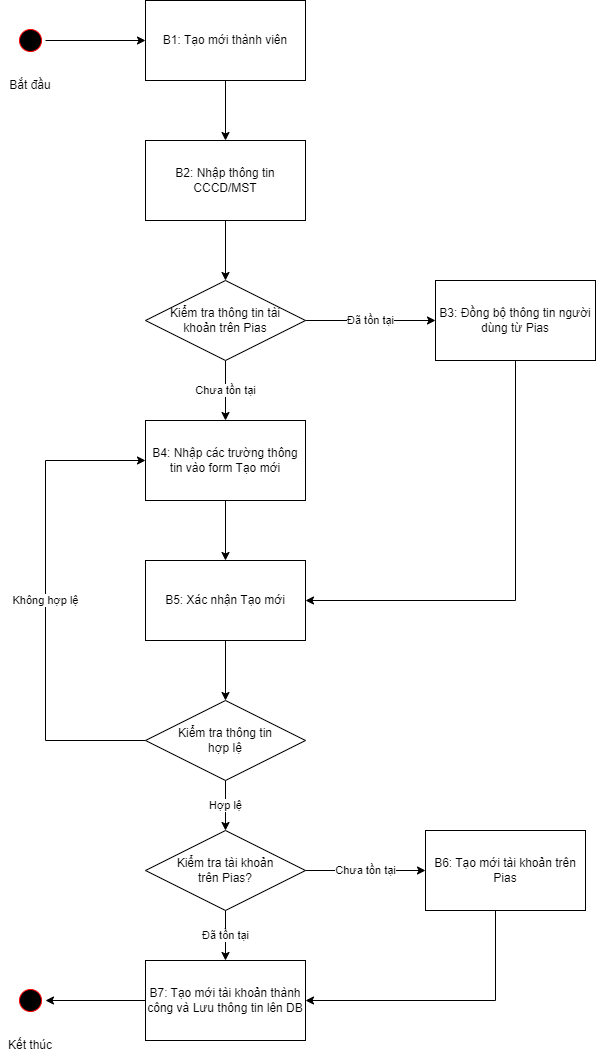 B1: Tạo mới thành viên
Bắt đầu
B2: Nhập thông tin
CCCD/MST
Kiểm tra thông tin tài
khoản trên Pias
Đã tồn tại
B3: Đồng bộ thông tin người
dùng từ Pias
Chưa tồn tại
B4: Nhập các trường thông
tin vào form Tạo mới
Không hợp lệ
B5: Xác nhận Tạo mới
Kiểm tra thông tin
hợp lệ
Hợp lệ
Kiểm tra tài khoản
trên Pias?
Chưa tồn tại
B6: Tạo mới tài khoản trên
Pias
Đã tồn tại
B7: Tạo mới tài khoản thành
công và Lưu thông tin lên DB
Kết thúc